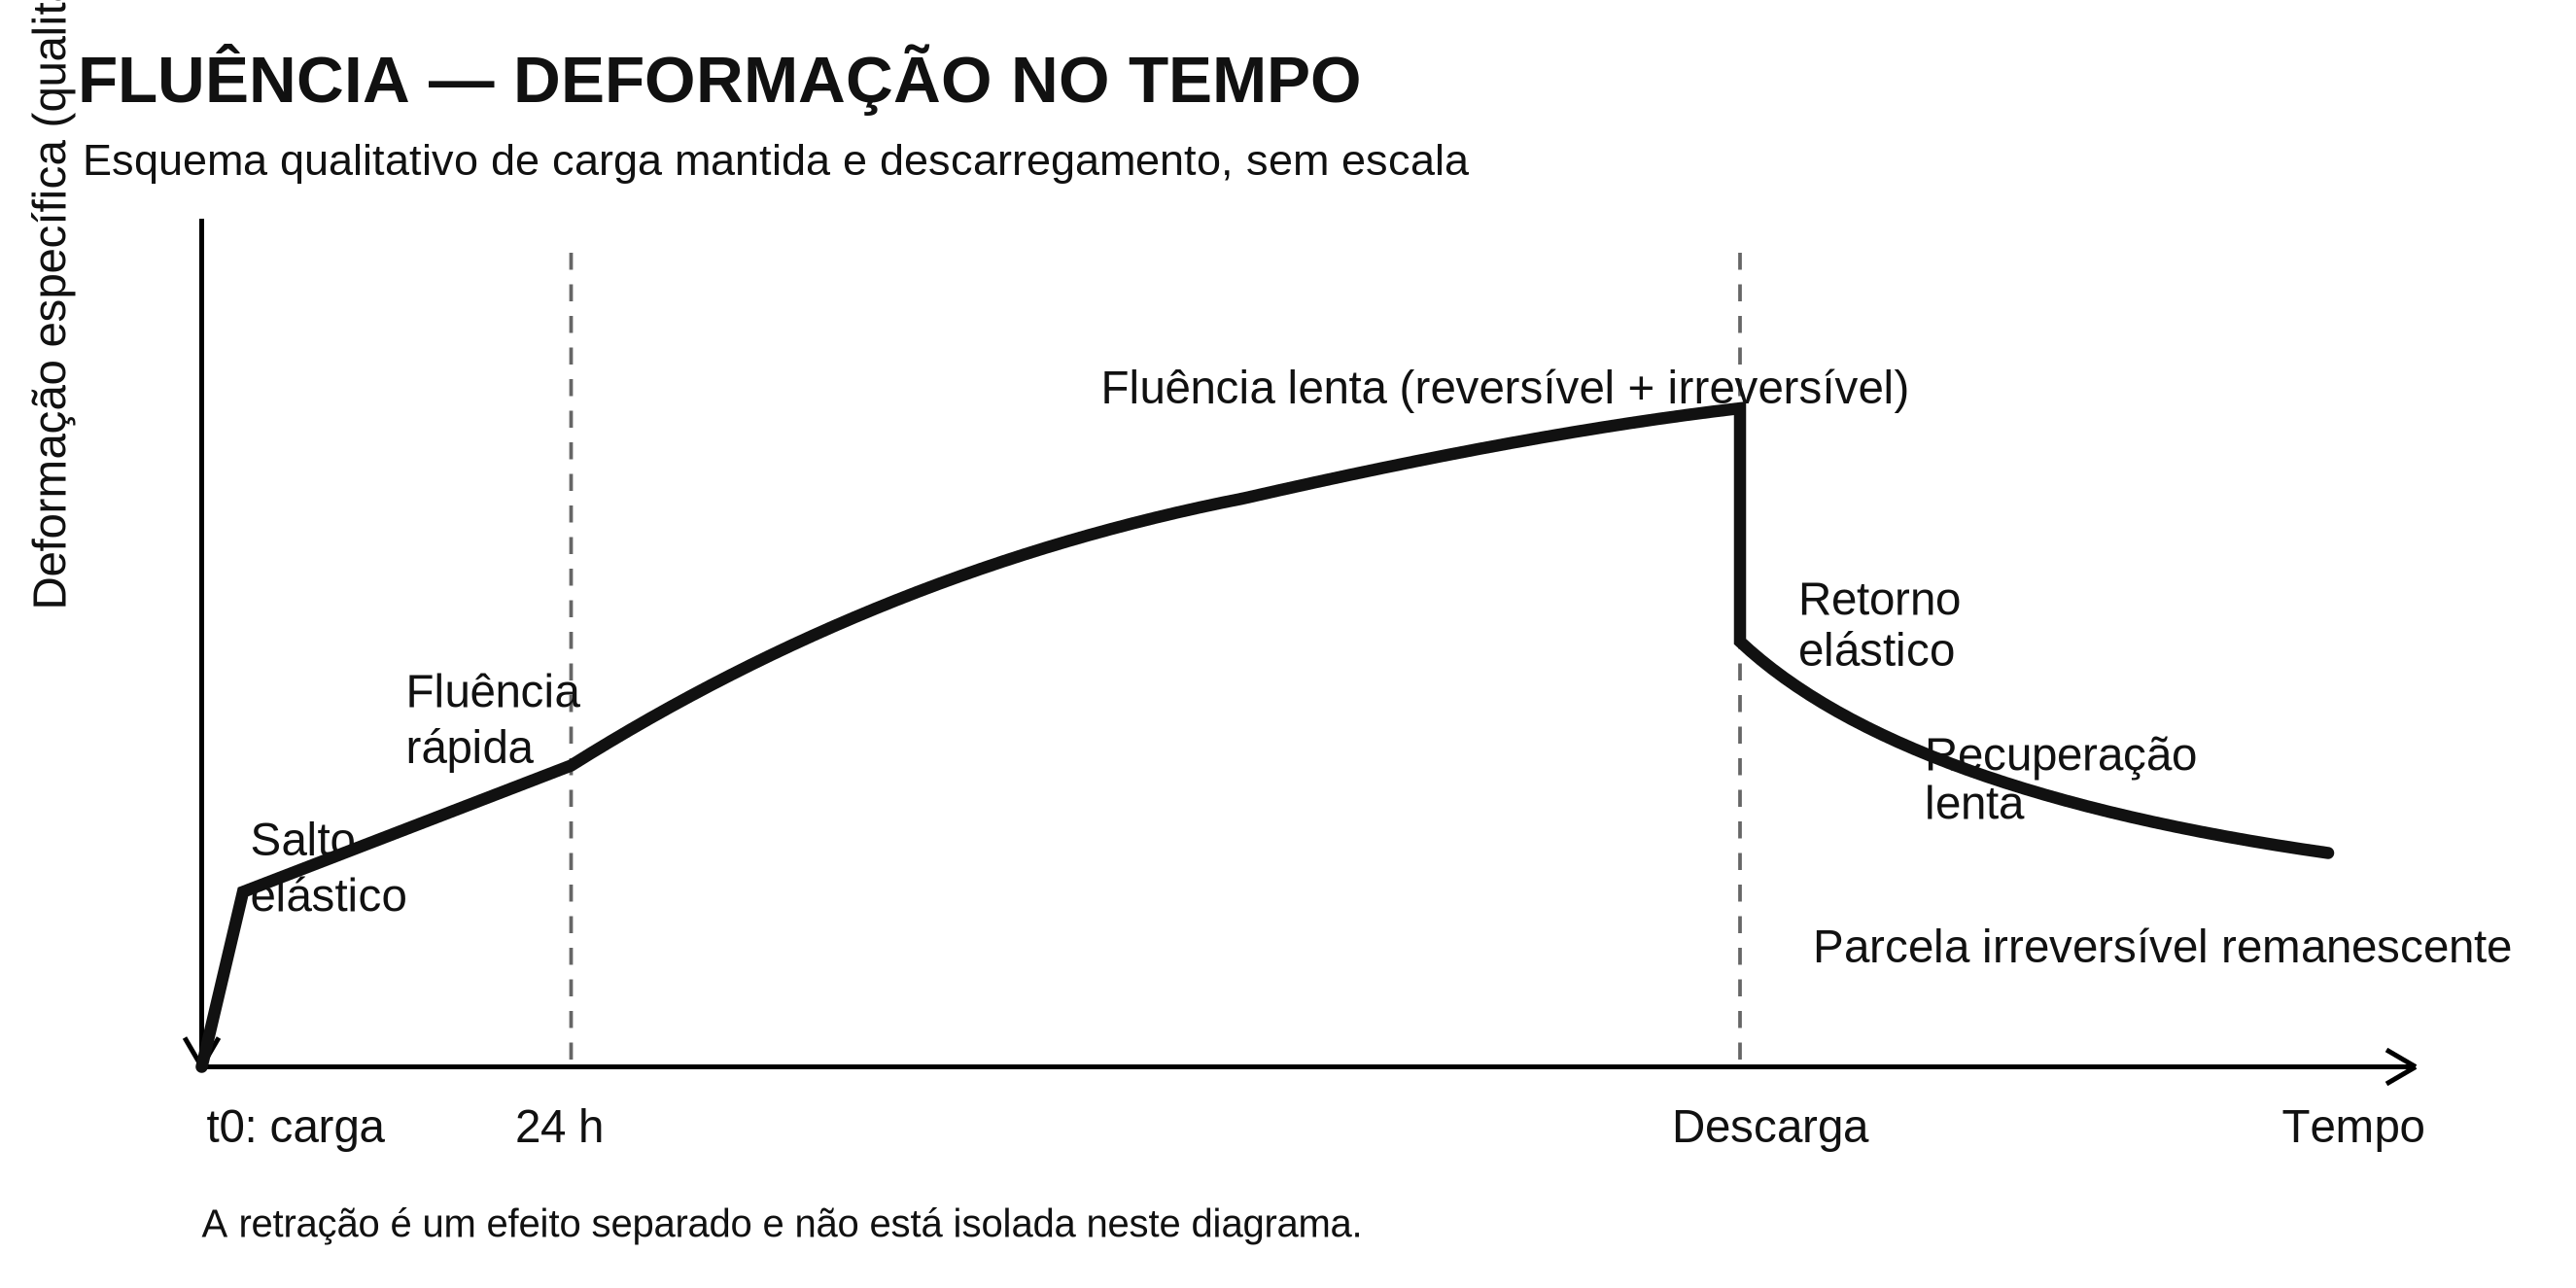 FLUÊNCIA — DEFORMAÇÃO NO TEMPO
Esquema qualitativo de carga mantida e descarregamento, sem escala
Deformação específica (qualit
Fluência lenta (reversível + irreversível)
Retorno
elástico
Fluência
rápida
Recuperação
lenta
Salto
elástico
Parcela irreversível remanescente
t0: carga
24 h
Descarga
Tempo
A retração é um efeito separado e não está isolada neste diagrama.